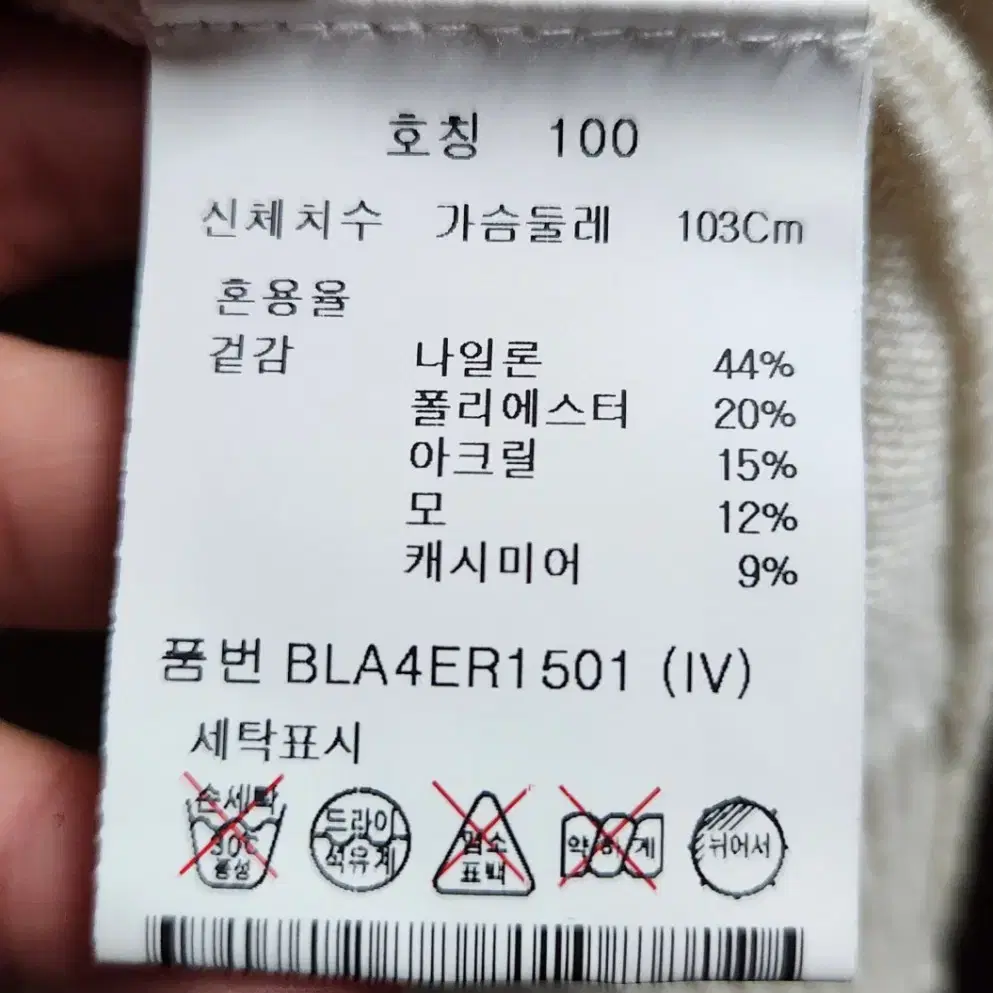 호칭 100
신체치수 가슴둘레 103Cm
혼용율
겉감 나일론 44%
폴리에스터 20%
아크릴 15%
모 12%
캐시미어 9%
품번 BLA4ER1501 (IV)
세탁표시
손세탁
30℃
중성
드라이
석유계
염소
표백
약하게
뉘어서